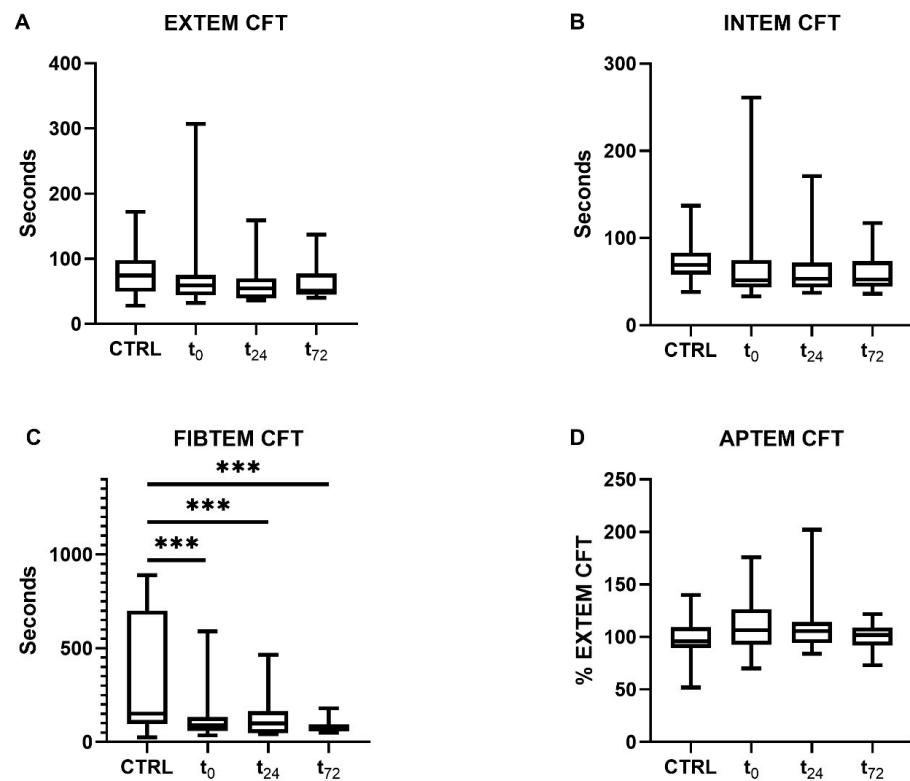 A
EXTEM CFT
Seconds
400
300
200
100
0
CTRL t₀ t₂₄ t₇₂
B
INTEM CFT
Seconds
300
200
100
0
CTRL t₀ t₂₄ t₇₂
C
FIBTEM CFT
***
***
***
Seconds
1000
500
0
CTRL t₀ t₂₄ t₇₂
D
APTEM CFT
% EXTEM CFT
250
200
150
100
50
0
CTRL t₀ t₂₄ t₇₂